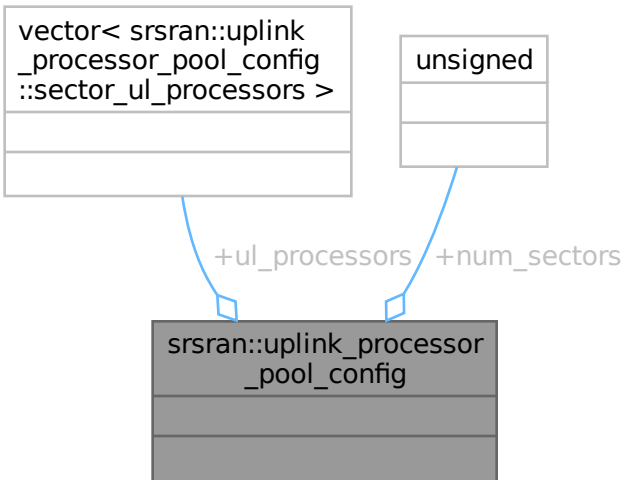 vector< srsran::uplink
_processor_pool_config
::sector_ul_processors >
unsigned
+ul_processors
+num_sectors
srsran::uplink_processor
_pool_config